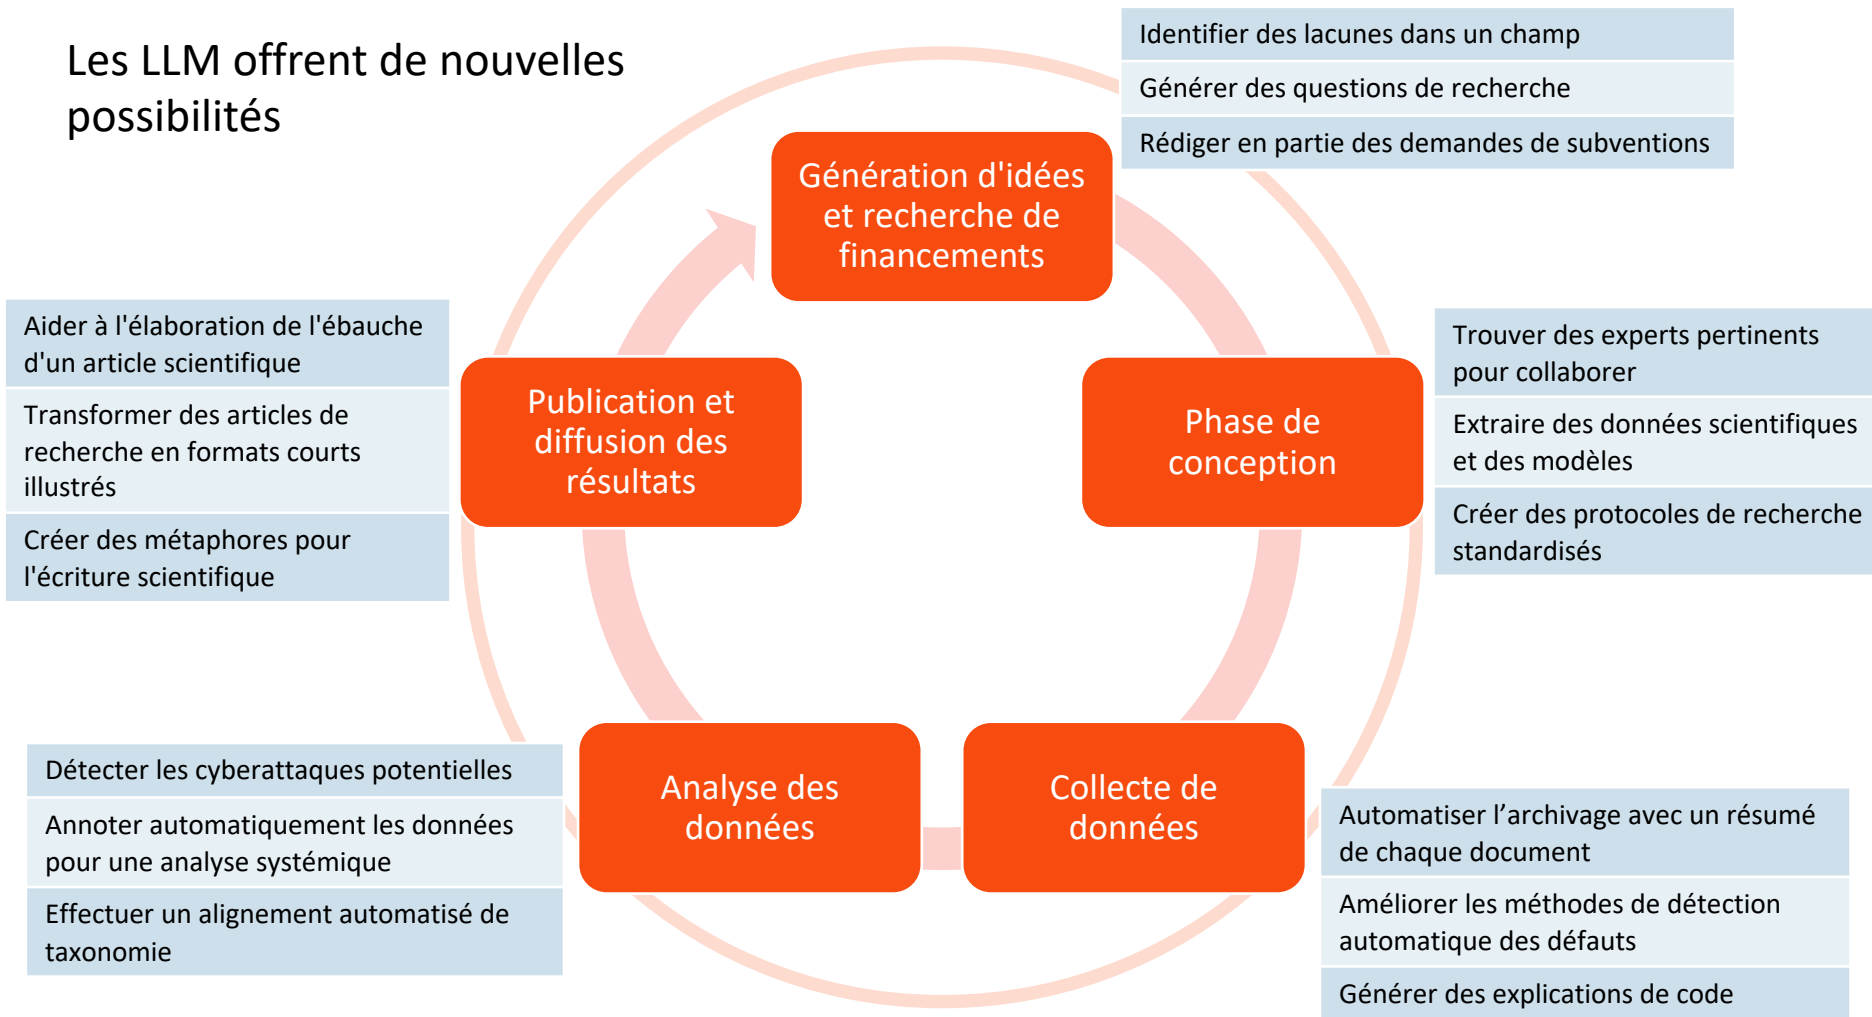 Les LLM offrent de nouvelles
possibilités
Identifier des lacunes dans un champ
Générer des questions de recherche
Rédiger en partie des demandes de subventions
Génération d'idées
et recherche de
financements
Trouver des experts pertinents
pour collaborer
Extraire des données scientifiques
et des modèles
Créer des protocoles de recherche
standardisés
Phase de
conception
Collecte de
données
Automatiser l’archivage avec un résumé
de chaque document
Améliorer les méthodes de détection
automatique des défauts
Générer des explications de code
Analyse des
données
Détecter les cyberattaques potentielles
Annoter automatiquement les données
pour une analyse systémique
Effectuer un alignement automatisé de
taxonomie
Publication et
diffusion des
résultats
Aider à l'élaboration de l'ébauche
d'un article scientifique
Transformer des articles de
recherche en formats courts
illustrés
Créer des métaphores pour
l'écriture scientifique